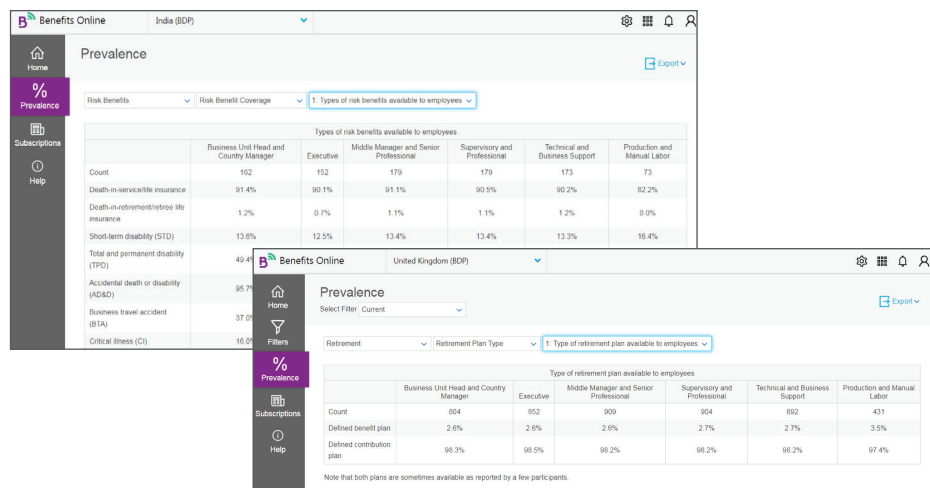 Benefits Online
India (BDP)
Home
Prevalence
Subscriptions
Help
Prevalence
Export
Risk Benefits
Risk Benefit Coverage
1: Types of risk benefits available to employees
Types of risk benefits available to employees
Business Unit Head and
Country Manager
Executive
Middle Manager and Senior
Professional
Supervisory and
Professional
Technical and
Business Support
Production and
Manual Labor
Count 162 152 179 179 173 73
Death-in-service/life insurance 91.4% 90.1% 91.1% 90.5% 90.2% 82.2%
Death-in-retirement/retiree life
insurance
1.2% 0.7% 1.1% 1.1% 1.2% 0.0%
Short-term disability (STD) 13.6% 12.5% 13.4% 13.4% 13.3% 16.4%
Total and permanent disability
(TPD)
49.4%
Accidental death or disability
(AD&D)
95.7%
Business travel accident
(BTA)
37.0%
Critical illness (CI) 16.0%
Benefits Online
United Kingdom (BDP)
Home
Filters
Prevalence
Subscriptions
Help
Prevalence
Select Filter Current
Export
Retirement
Retirement Plan Type
1: Type of retirement plan available to employees
Type of retirement plan available to employees
Business Unit Head and Country
Manager
Executive
Middle Manager and Senior
Professional
Supervisory and
Professional
Technical and Business
Support
Production and Manual
Labor
Count 804 852 909 904 892 431
Defined benefit plan 2.6% 2.6% 2.6% 2.7% 2.7% 3.5%
Defined contribution
plan
98.3% 98.5% 98.2% 98.2% 98.2% 97.4%
Note that both plans are sometimes available as reported by a few participants.